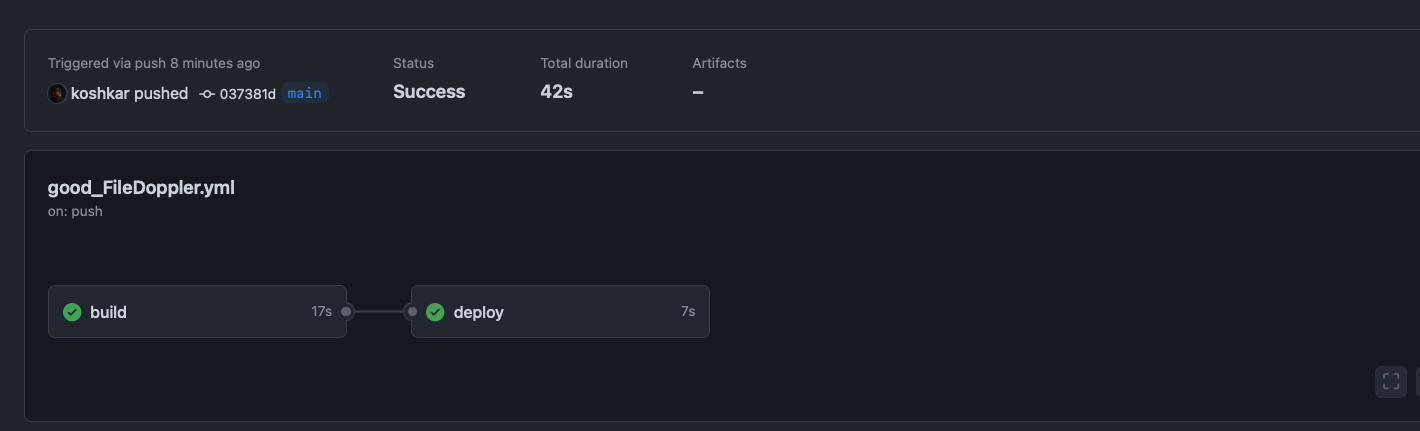 Triggered via push 8 minutes ago
koshkar pushed 037381d main
Status
Success
Total duration
42s
Artifacts
–
good_FileDoppler.yml
on: push
build 17s
deploy 7s